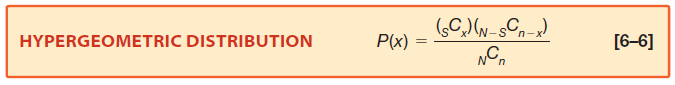 HYPERGEOMETRIC DISTRIBUTION P(x) = (SCx)(N−SCn−x) / NCn [6–6]